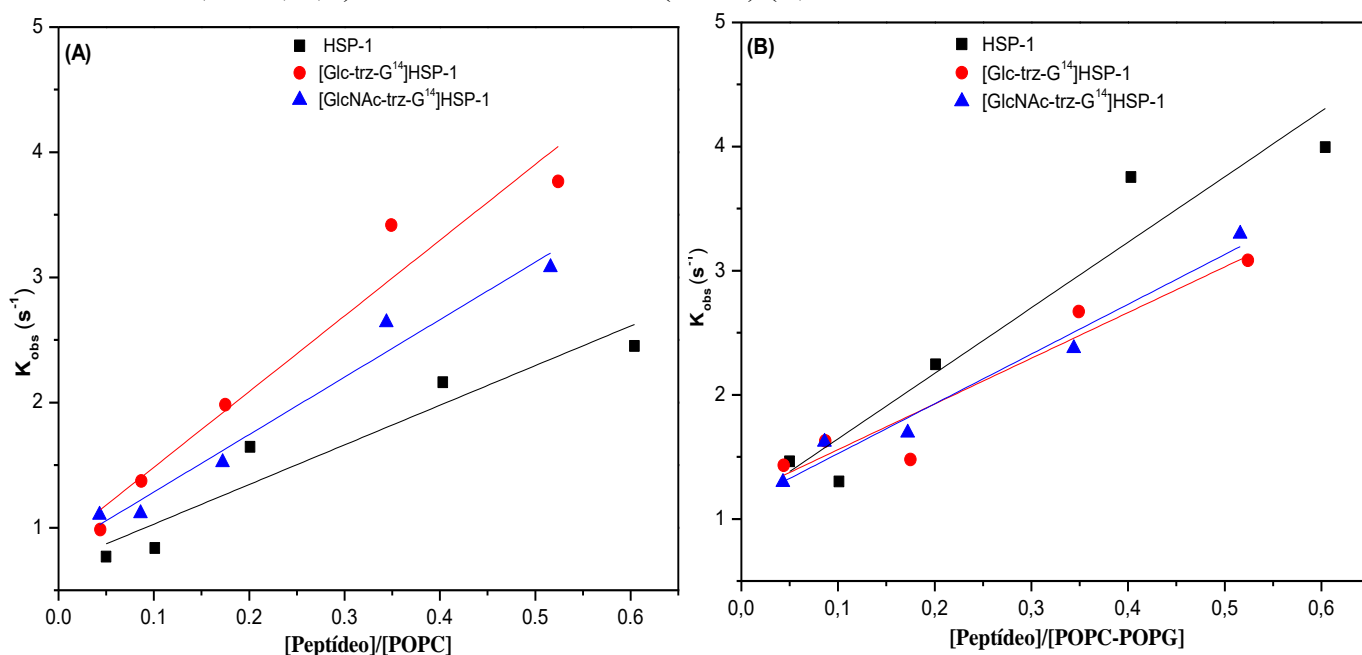 (A)
HSP-1
[Glc-trz-G¹⁴]HSP-1
[GlcNAc-trz-G¹⁴]HSP-1
5
4
3
2
1
K_obs (s⁻¹)
0.0 0.1 0.2 0.3 0.4 0.5 0.6
[Peptídeo]/[POPC]
(B)
HSP-1
[Glc-trz-G¹⁴]HSP-1
[GlcNAc-trz-G¹⁴]HSP-1
5
4
3
2
1
K_obs (s⁻¹)
0,0 0,1 0,2 0,3 0,4 0,5 0,6
[Peptídeo]/[POPC-POPG]